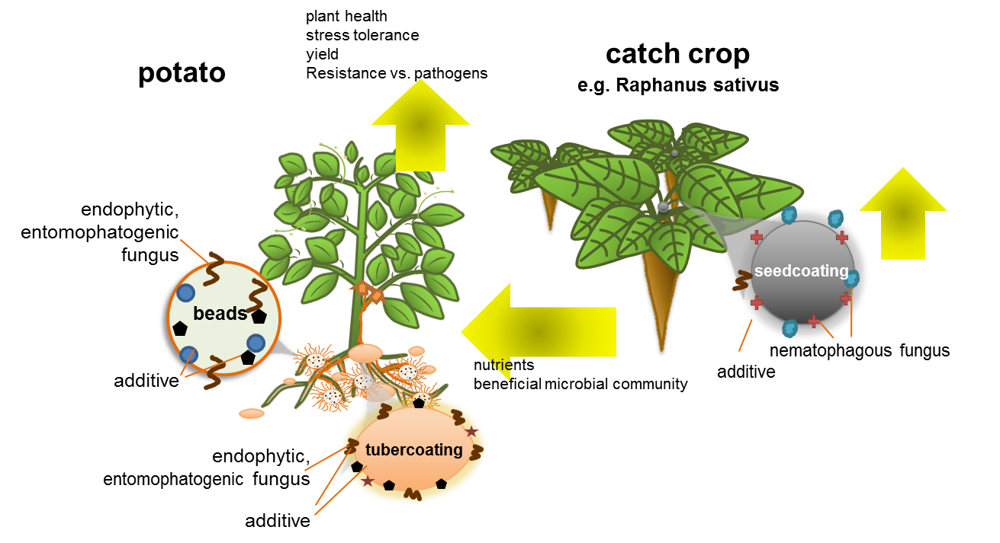 plant health
stress tolerance
yield
Resistance vs. pathogens
potato
catch crop
e.g. Raphanus sativus
endophytic,
entomophatogenic
fungus
beads
additive
seedcoating
nematophagous fungus
additive
nutrients
beneficial microbial community
tubercoating
endophytic,
entomophatogenic fungus
additive